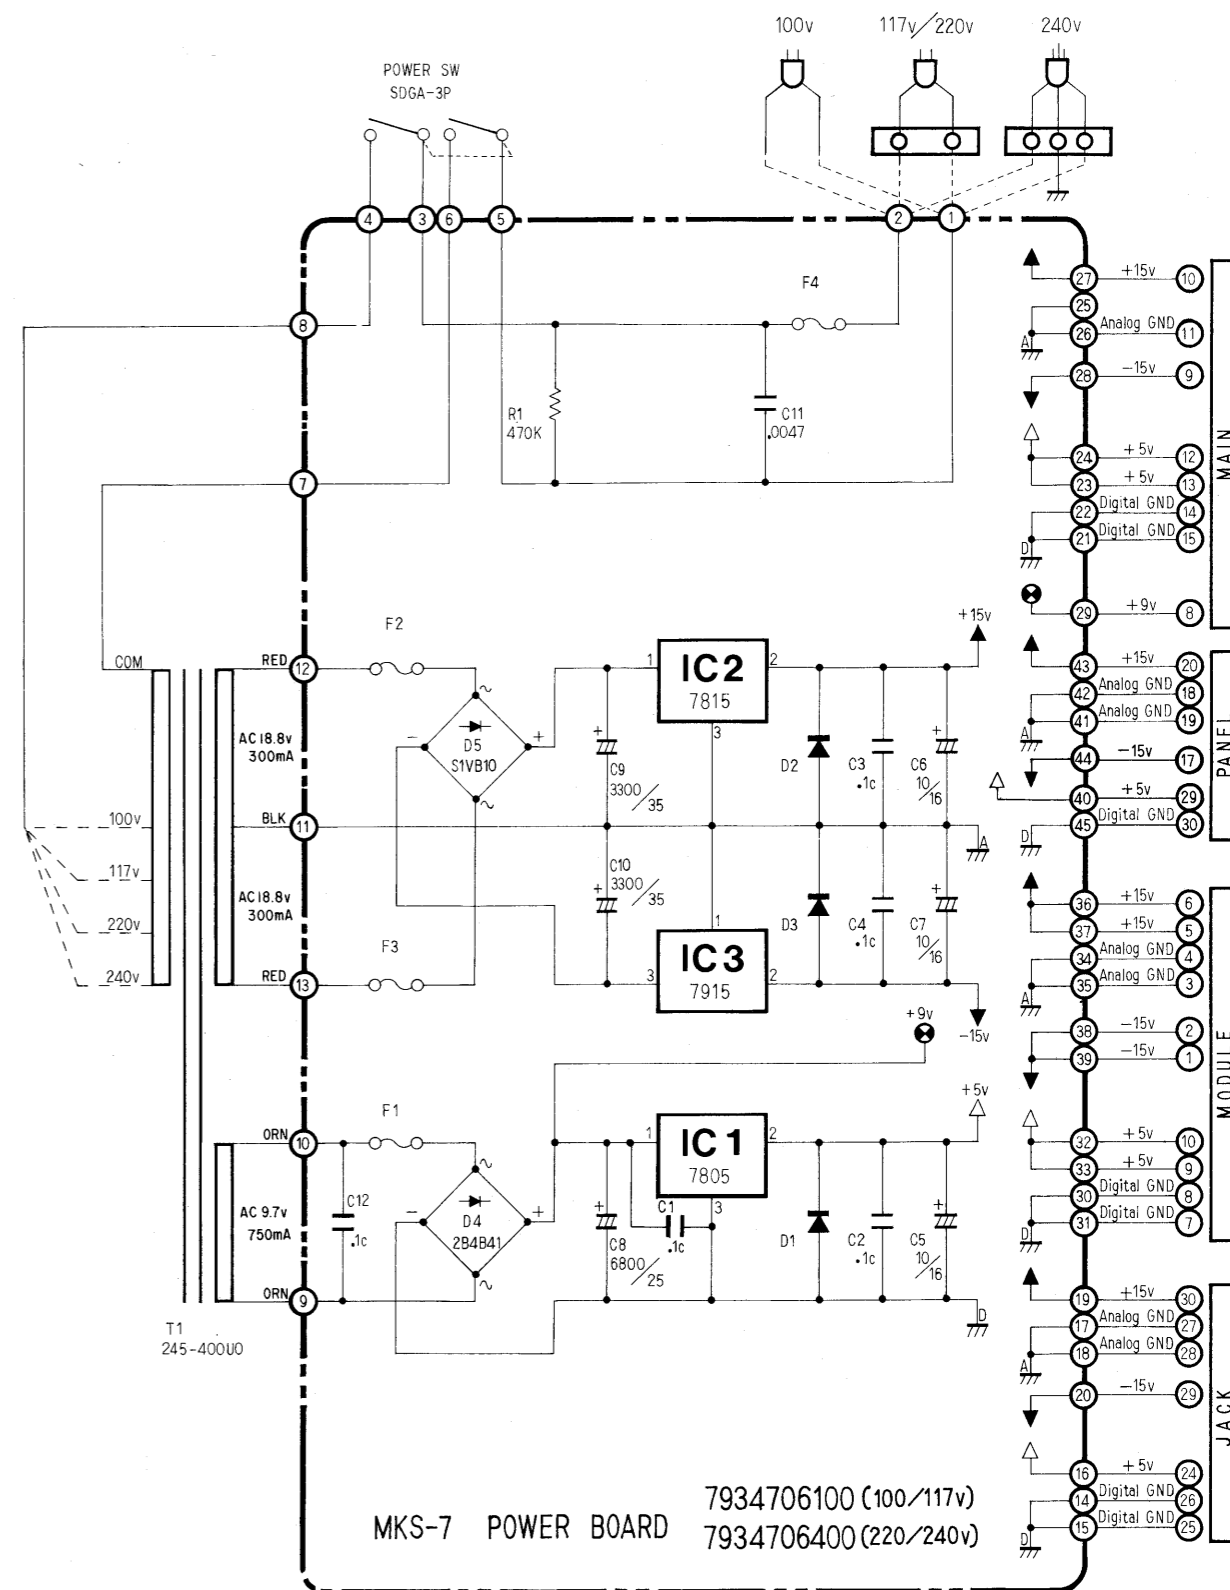 100v
117v/220v
240v
POWER SW
SDGA-3P
4
3
6
5
2
1
F4
8
R1
470K
C11
.0047
7
27 +15v 10
25
A 26 Analog GND 11
28 -15v 9
24 +5v 12
23 +5v 13
22 Digital GND 14
D 21 Digital GND 15
29 +9v 8
MAIN
F2
+15v
COM
RED
12
1 IC2 2
7815
3
AC18.8v
300mA
~
-
D5
S1VB10
+
~
+
C9
3300/35
D2
C3
.1c
+
C6
10/16
43 +15v 20
42 Analog GND 18
A 41 Analog GND 19
44 -15v 17
40 +5v 29
D 45 Digital GND 30
PANEL
100v
BLK
11
A
117v
220v
240v
AC18.8v
300mA
C10
3300/35
+
F3
RED
13
1
3 IC3 2
7915
D3
C4
.1c
+
C7
10/16
-15v
+9v
36 +15v 6
37 +15v 5
34 Analog GND 4
A 35 Analog GND 3
38 -15v 2
39 -15v 1
32 +5v 10
33 +5v 9
30 Digital GND 8
D 31 Digital GND 7
MODULE
F1
+5v
ORN
10
1 IC1 2
7805
3
AC 9.7v
750mA
C12
.1c
~
-
D4
2B4B41
+
~
+
C8
6800/25
C1
.1c
D1
C2
.1c
+
C5
10/16
ORN
9
D
T1
245-400U0
19 +15v 30
17 Analog GND 27
A 18 Analog GND 28
20 -15v 29
16 +5v 24
14 Digital GND 26
D 15 Digital GND 25
JACK
MKS-7 POWER BOARD
7934706100 (100/117v)
7934706400 (220/240v)